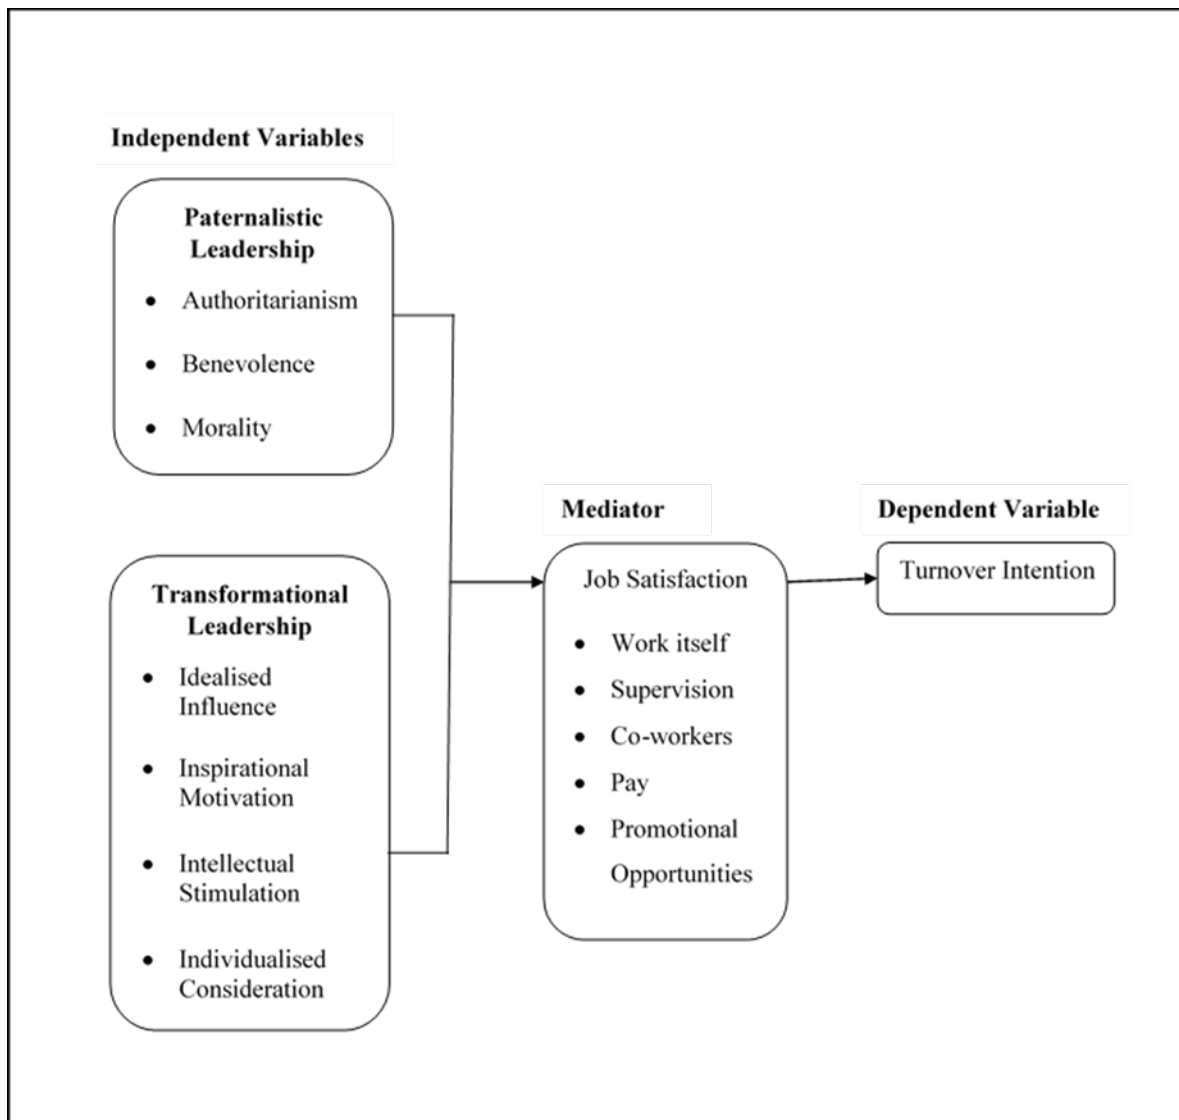 Independent Variables
Paternalistic
Leadership
• Authoritarianism
• Benevolence
• Morality
Transformational
Leadership
• Idealised
Influence
• Inspirational
Motivation
• Intellectual
Stimulation
• Individualised
Consideration
Mediator
Job Satisfaction
• Work itself
• Supervision
• Co-workers
• Pay
• Promotional
Opportunities
Dependent Variable
Turnover Intention